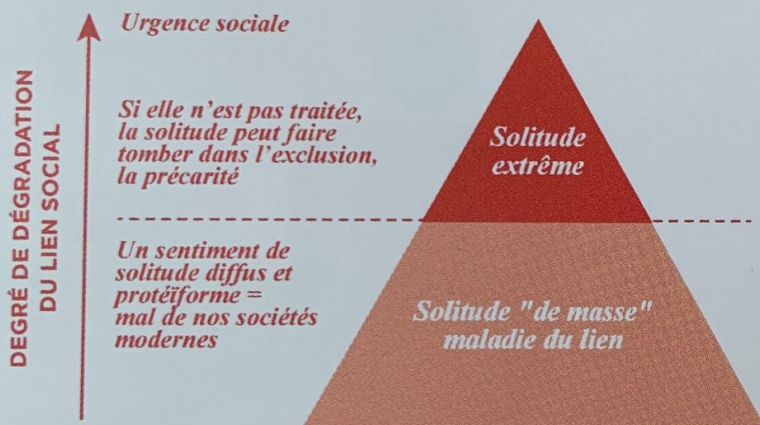 DEGRÉ DE DÉGRADATION
DU LIEN SOCIAL
Urgence sociale
Si elle n'est pas traitée,
la solitude peut faire
tomber dans l'exclusion,
la précarité
Un sentiment de
solitude diffus et
protéïforme =
mal de nos sociétés
modernes
Solitude
extrême
Solitude "de masse"
maladie du lien